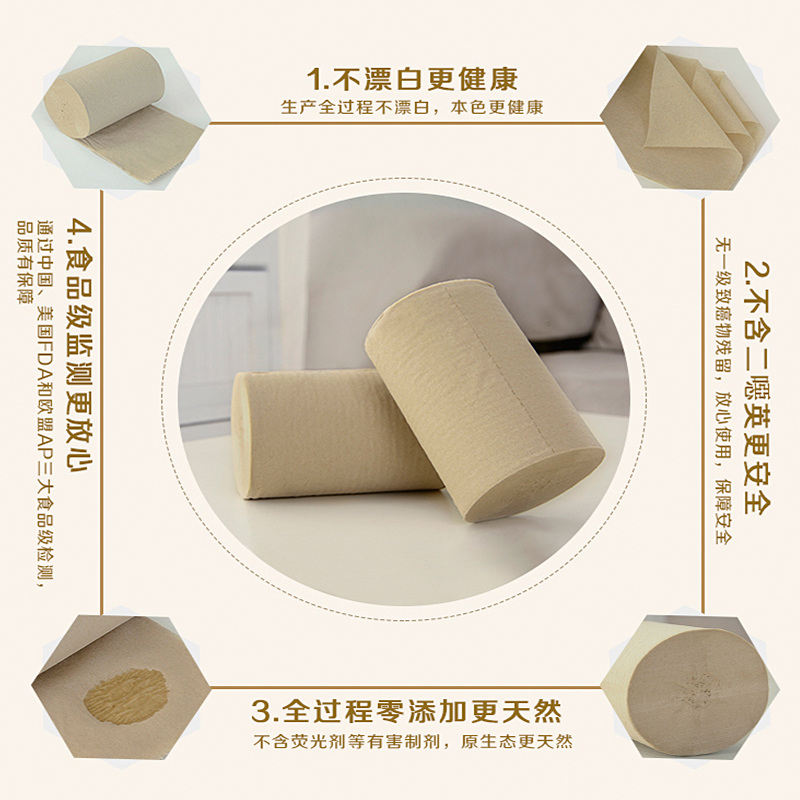 1.不漂白更健康
生产全过程不漂白，本色更健康
2.不含二噁英更安全
无一级致癌物残留，放心使用，保障安全
3.全过程零添加更天然
不含荧光剂等有害制剂，原生态更天然
4.食品级监测更放心
通过中国、美国FDA和欧盟AP三大食品级检测，
品质有保障